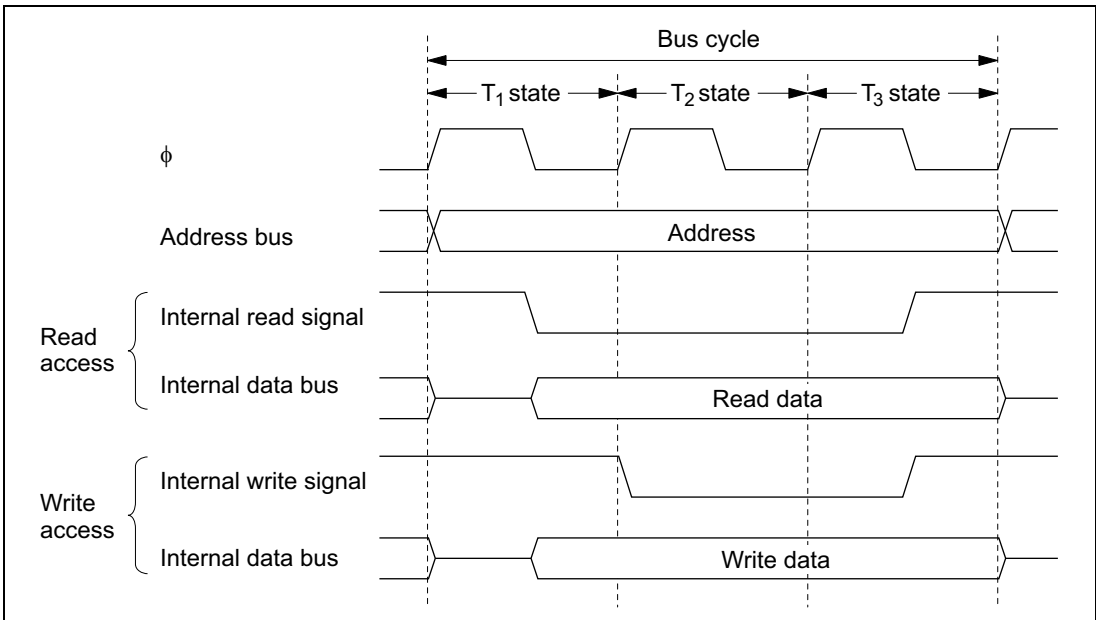 Bus cycle
T₁ state T₂ state T₃ state
ϕ
Address bus Address
Read access
Internal read signal
Internal data bus Read data
Write access
Internal write signal
Internal data bus Write data